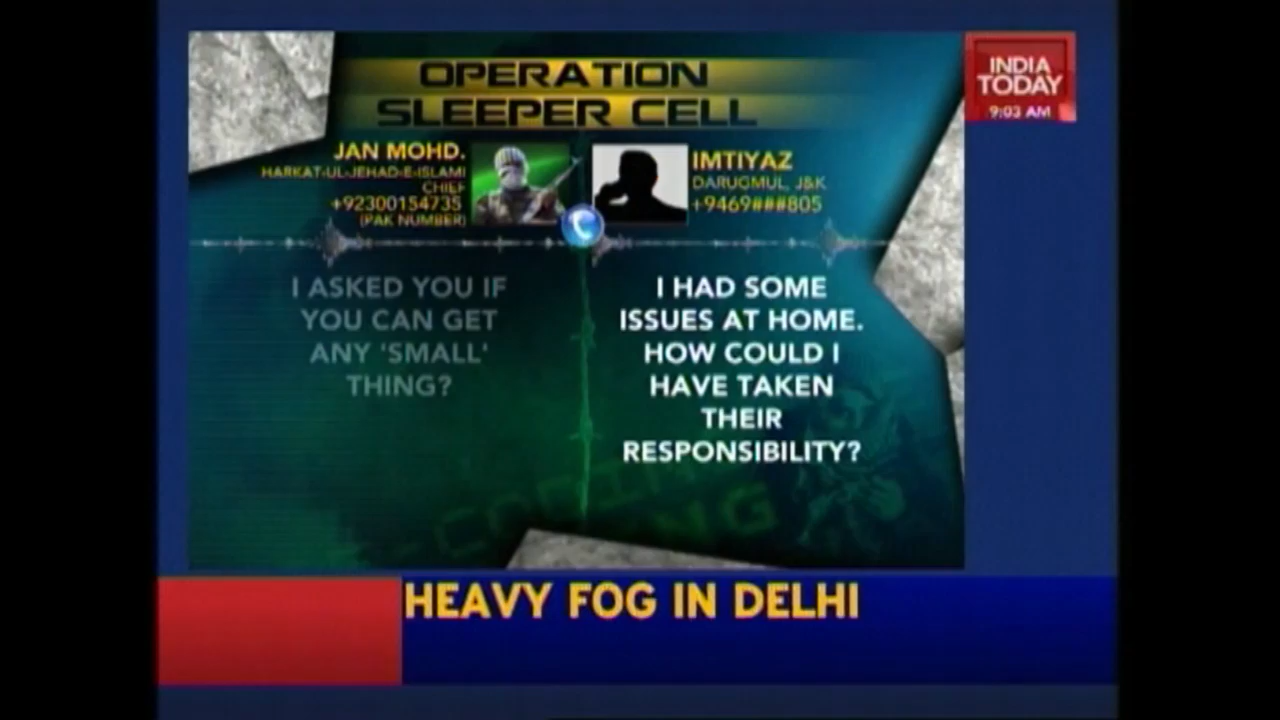 OPERATION
SLEEPER CELL
INDIA
TODAY
9:03 AM
JAN MOHD.
HARKAT-UL-JEHAD-E-ISLAMI
CHIEF
+92300154735
(PAK NUMBER)
IMTIYAZ
DARUGMUL, J&K
+9469###805
I ASKED YOU IF
YOU CAN GET
ANY 'SMALL'
THING?
I HAD SOME
ISSUES AT HOME.
HOW COULD I
HAVE TAKEN
THEIR
RESPONSIBILITY?
HEAVY FOG IN DELHI